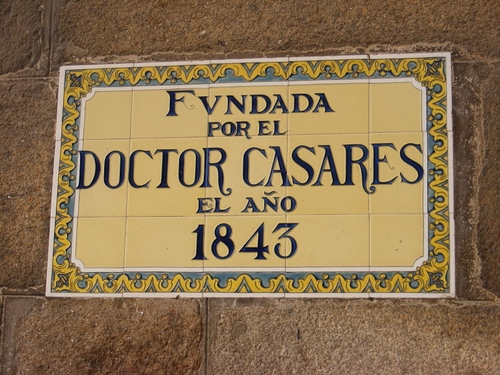 FVNDADA
POR EL
DOCTOR CASARES
EL AÑO
1843